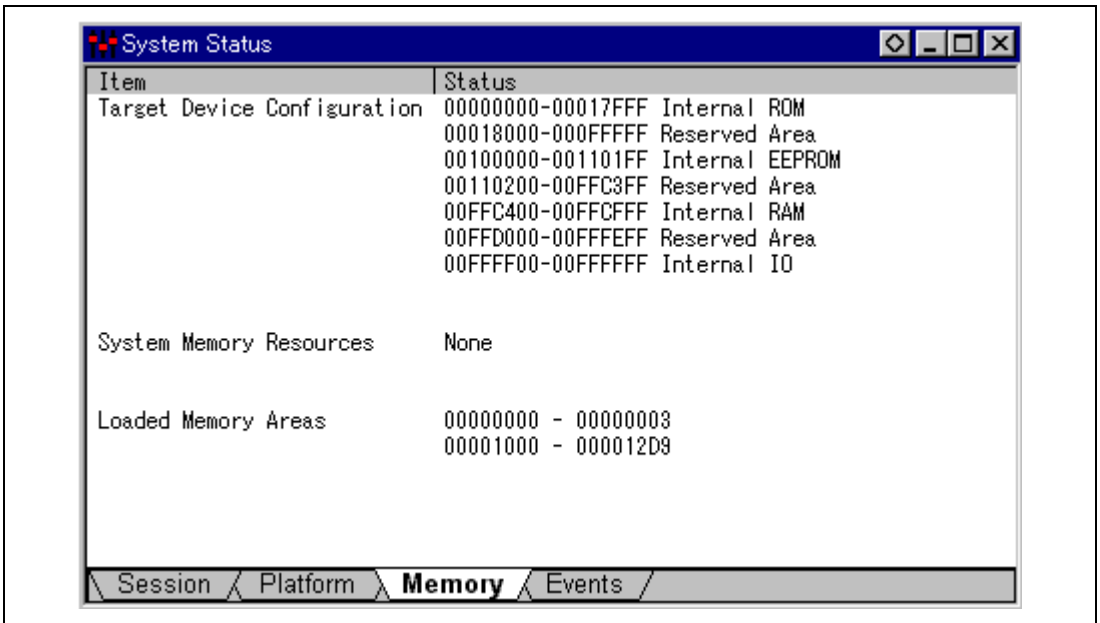 System Status
Item Status
Target Device Configuration 00000000-00017FFF Internal ROM
00018000-000FFFFF Reserved Area
00100000-001101FF Internal EEPROM
00110200-00FFC3FF Reserved Area
00FFC400-00FFCFFF Internal RAM
00FFD000-00FFFEFF Reserved Area
00FFFF00-00FFFFFF Internal IO
System Memory Resources None
Loaded Memory Areas 00000000 - 00000003
00001000 - 000012D9
Session Platform Memory Events